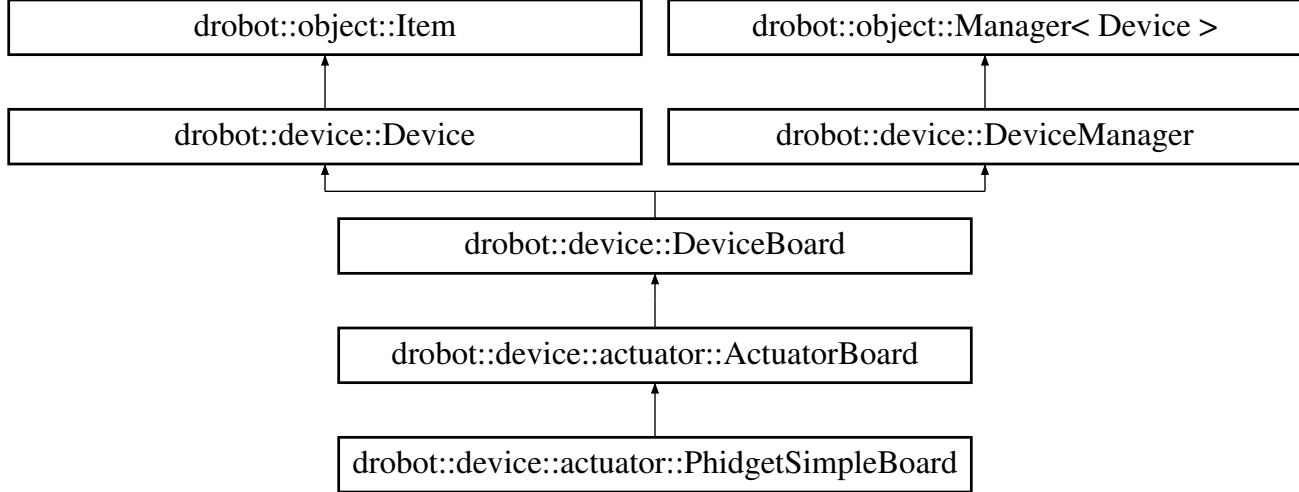 drobot::object::Item
drobot::object::Manager< Device >
drobot::device::Device
drobot::device::DeviceManager
drobot::device::DeviceBoard
drobot::device::actuator::ActuatorBoard
drobot::device::actuator::PhidgetSimpleBoard